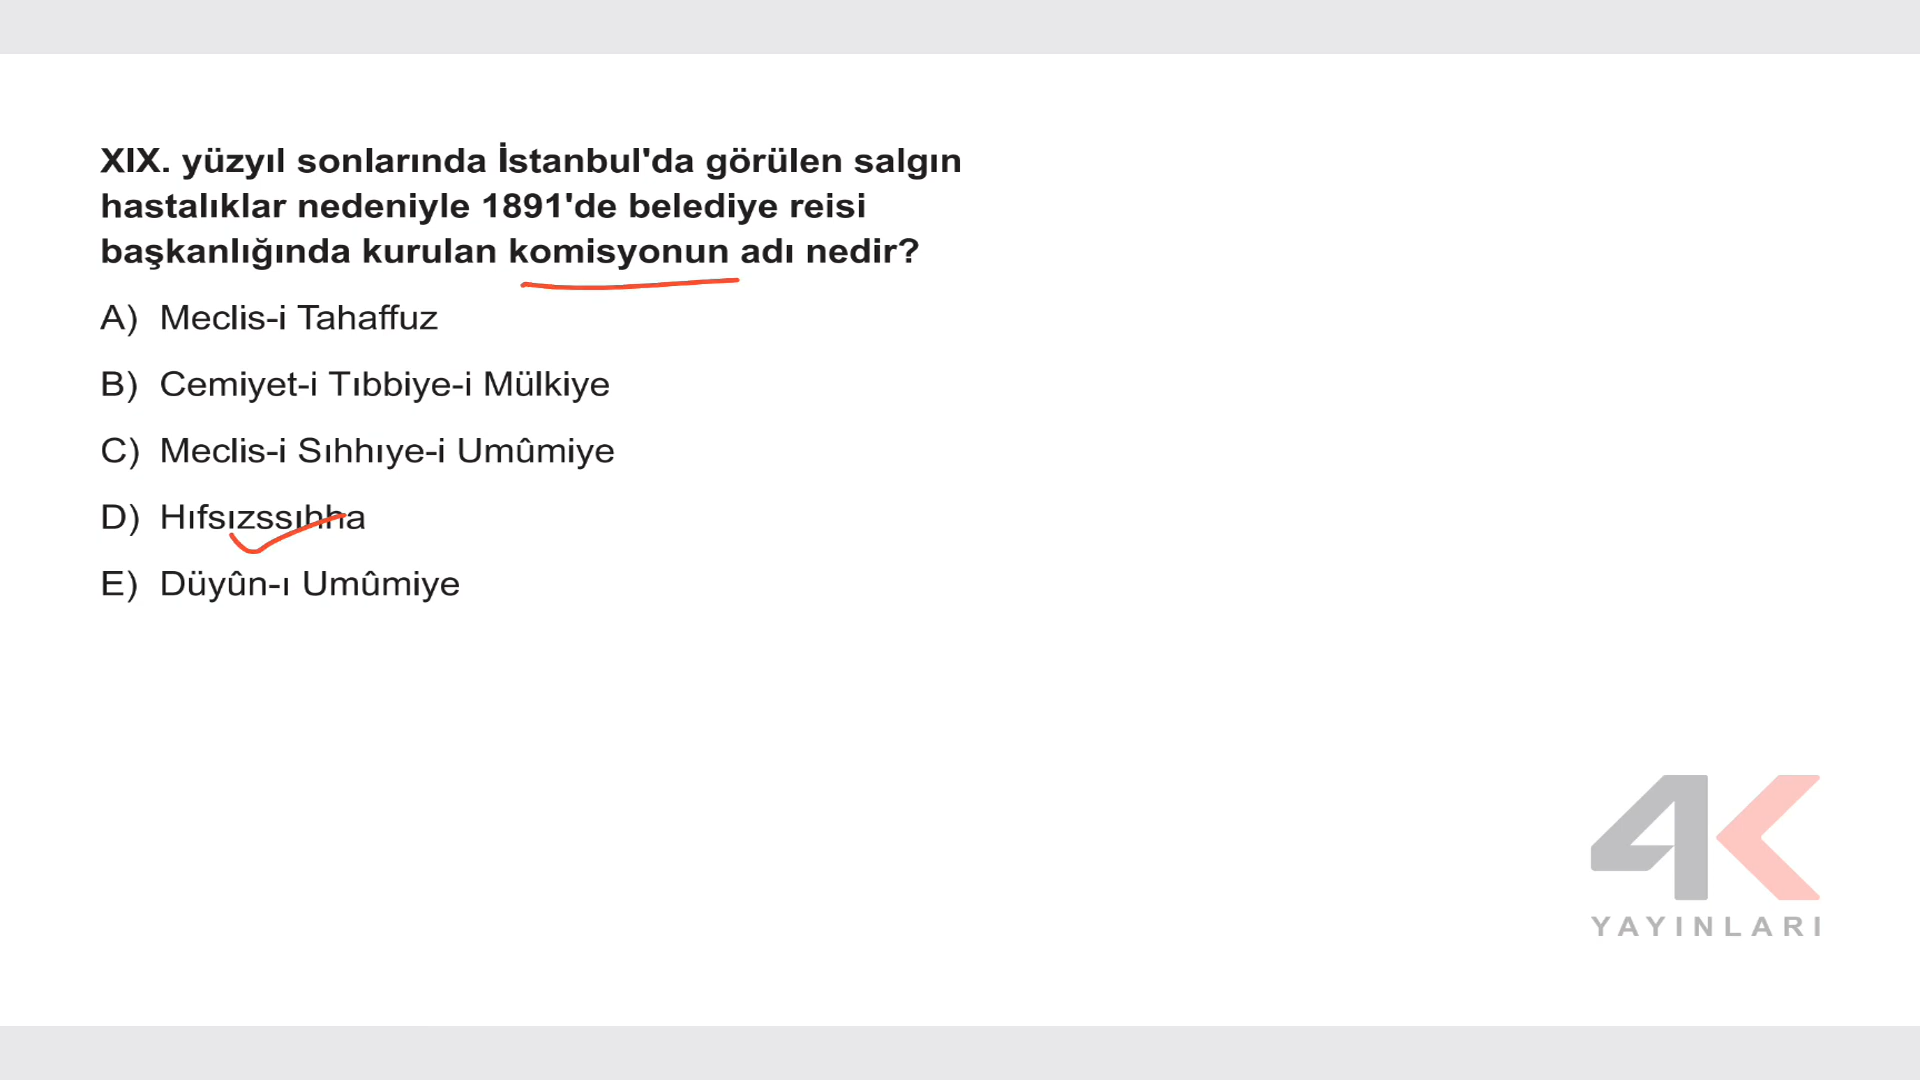 XIX. yüzyıl sonlarında İstanbul'da görülen salgın
hastalıklar nedeniyle 1891'de belediye reisi
başkanlığında kurulan komisyonun adı nedir?
A) Meclis-i Tahaffuz
B) Cemiyet-i Tıbbiye-i Mülkiye
C) Meclis-i Sıhhıye-i Umûmiye
D) Hıfsızssıhha
E) Düyûn-ı Umûmiye
4K
YAYINLARI